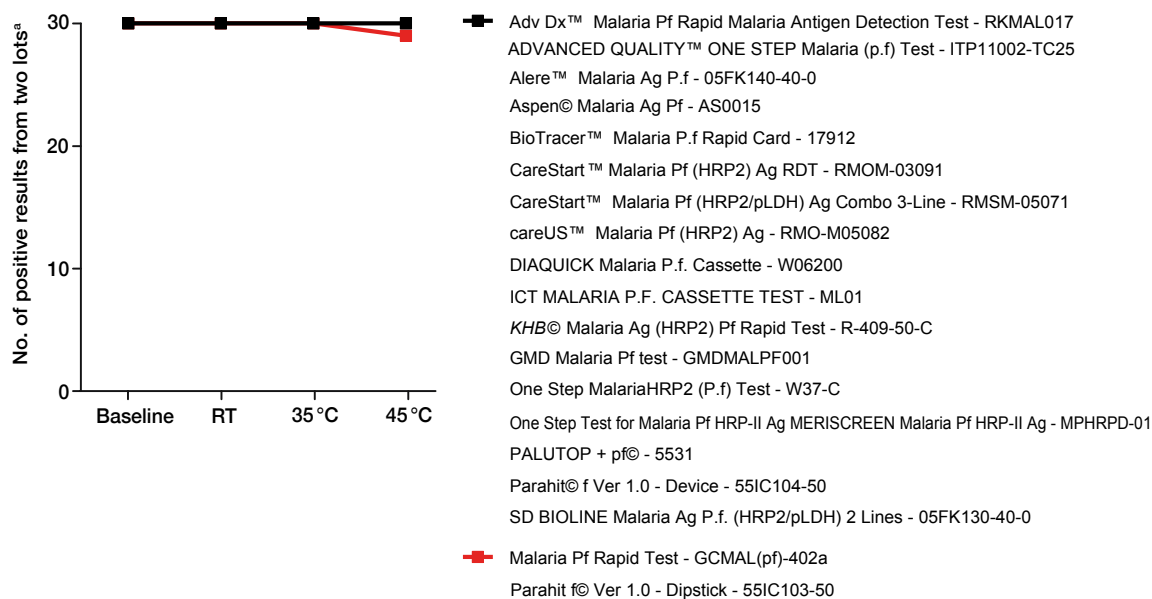 30
20
10
0
No. of positive results from two lotsᵃ
Baseline RT 35°C 45°C
Adv Dx™ Malaria Pf Rapid Malaria Antigen Detection Test - RKMAL017
ADVANCED QUALITY™ ONE STEP Malaria (p.f) Test - ITP11002-TC25
Alere™ Malaria Ag P.f - 05FK140-40-0
Aspen© Malaria Ag Pf - AS0015
BioTracer™ Malaria P.f Rapid Card - 17912
CareStart™ Malaria Pf (HRP2) Ag RDT - RMOM-03091
CareStart™ Malaria Pf (HRP2/pLDH) Ag Combo 3-Line - RMSM-05071
careUS™ Malaria Pf (HRP2) Ag - RMO-M05082
DIAQUICK Malaria P.f. Cassette - W06200
ICT MALARIA P.F. CASSETTE TEST - ML01
KHB© Malaria Ag (HRP2) Pf Rapid Test - R-409-50-C
GMD Malaria Pf test - GMDMALPF001
One Step MalariaHRP2 (P.f) Test - W37-C
One Step Test for Malaria Pf HRP-II Ag MERISCREEN Malaria Pf HRP-II Ag - MPHRPD-01
PALUTOP + pf© - 5531
Parahit© f Ver 1.0 - Device - 55IC104-50
SD BIOLINE Malaria Ag P.f. (HRP2/pLDH) 2 Lines - 05FK130-40-0
Malaria Pf Rapid Test - GCMAL(pf)-402a
Parahit f© Ver 1.0 - Dipstick - 55IC103-50